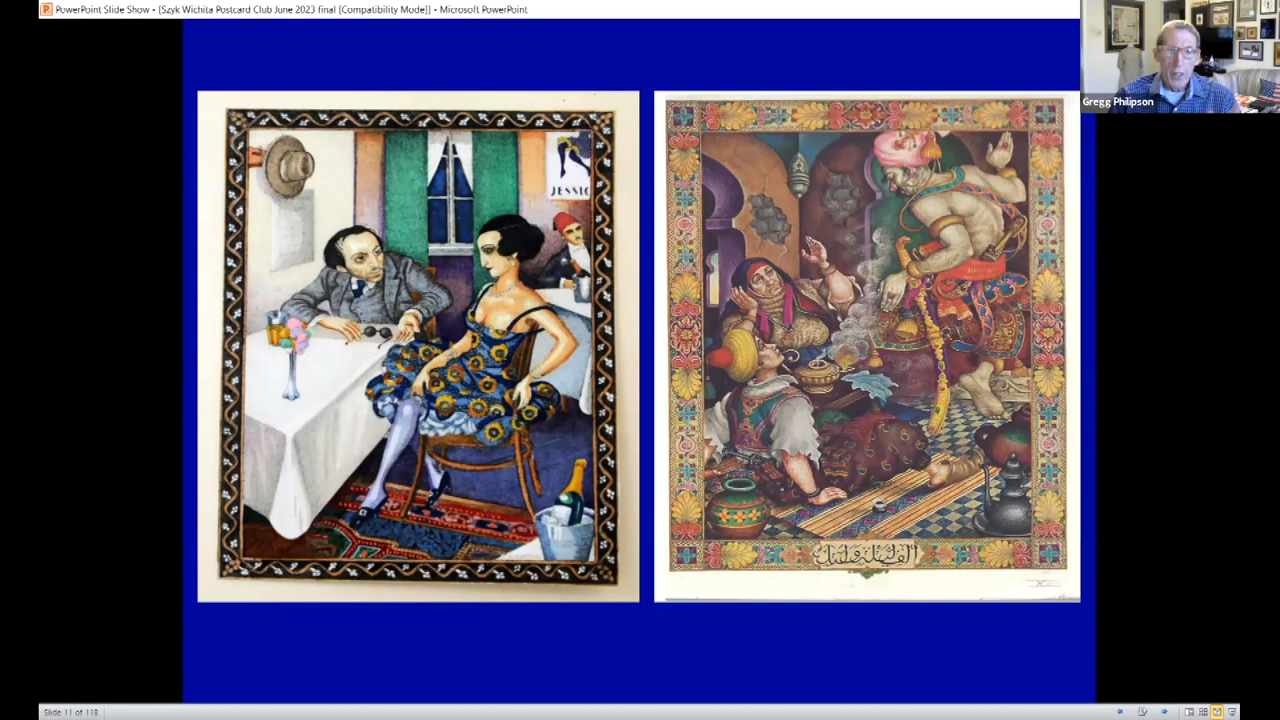 PowerPoint Slide Show - [Szyk Wichita Postcard Club June 2023 final [Compatibility Mode]] - Microsoft PowerPoint
Gregg Philipson
JESSIC
Slide 11 of 118